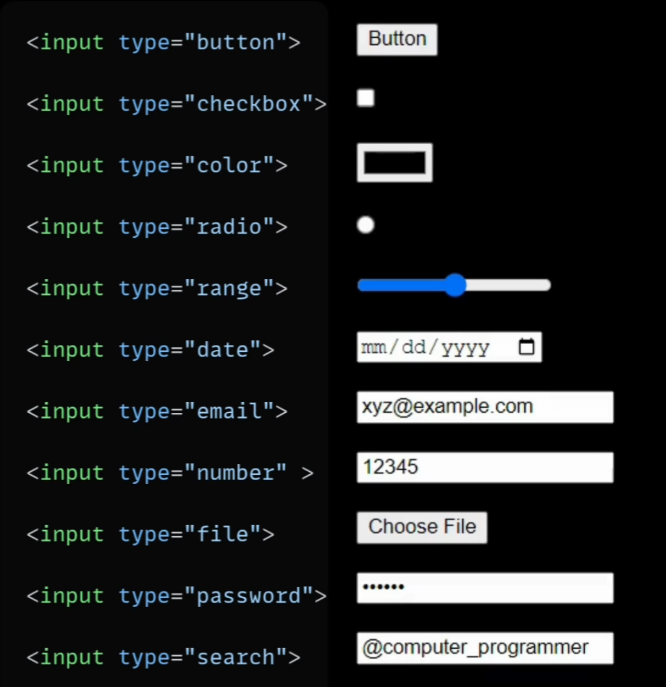 <input type="button"> Button
<input type="checkbox">
<input type="color">
<input type="radio">
<input type="range">
<input type="date"> mm/dd/yyyy
<input type="email"> xyz@example.com
<input type="number" > 12345
<input type="file"> Choose File
<input type="password"> ••••••
<input type="search"> @computer_programmer